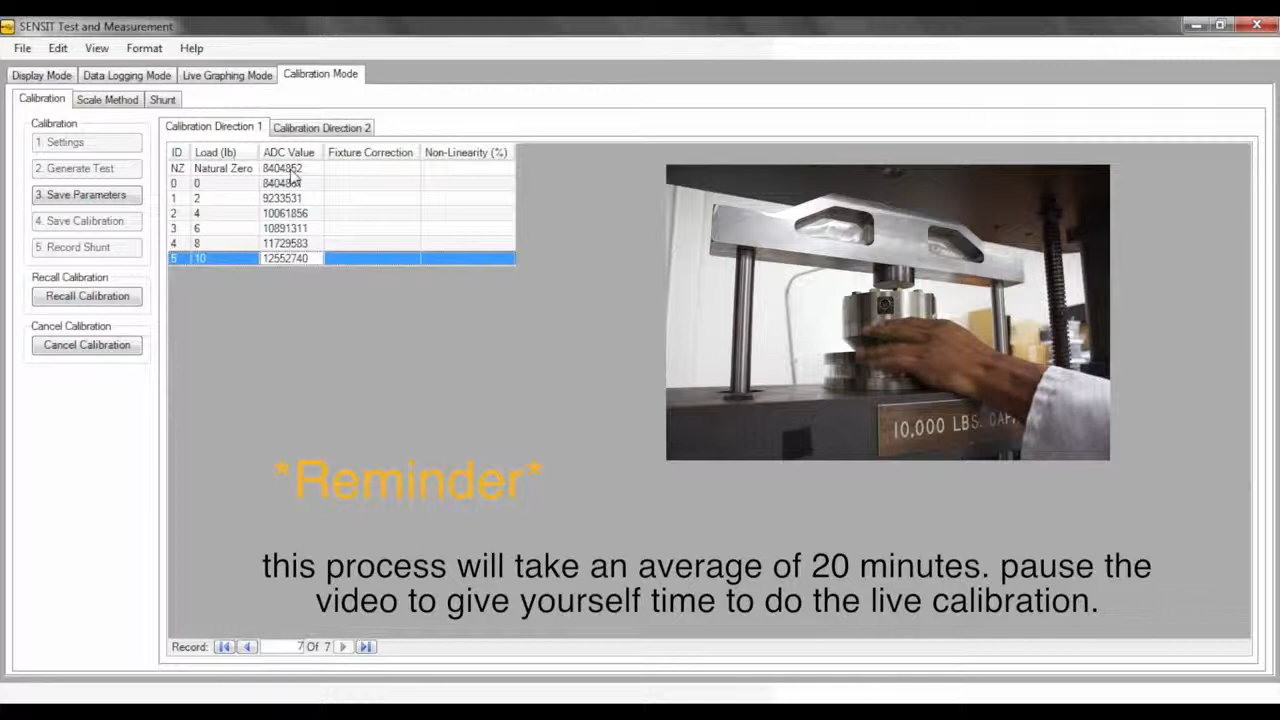 SENSIT Test and Measurement
File Edit View Format Help
Display Mode Data Logging Mode Live Graphing Mode Calibration Mode
Calibration Scale Method Shunt
Calibration
1. Settings
2. Generate Test
3. Save Parameters
4. Save Calibration
5. Record Shunt
Recall Calibration
Recall Calibration
Cancel Calibration
Cancel Calibration
Calibration Direction 1 Calibration Direction 2
ID Load (lb) ADC Value Fixture Correction Non-Linearity (%)
NZ Natural Zero 8404852
0 0
1 2 9233531
2 4 10061856
3 6 10891311
4 8 11729583
5 10 12552740
10,000 LBS.
*Reminder*
this process will take an average of 20 minutes. pause the
video to give yourself time to do the live calibration.
Record: 7 Of 7